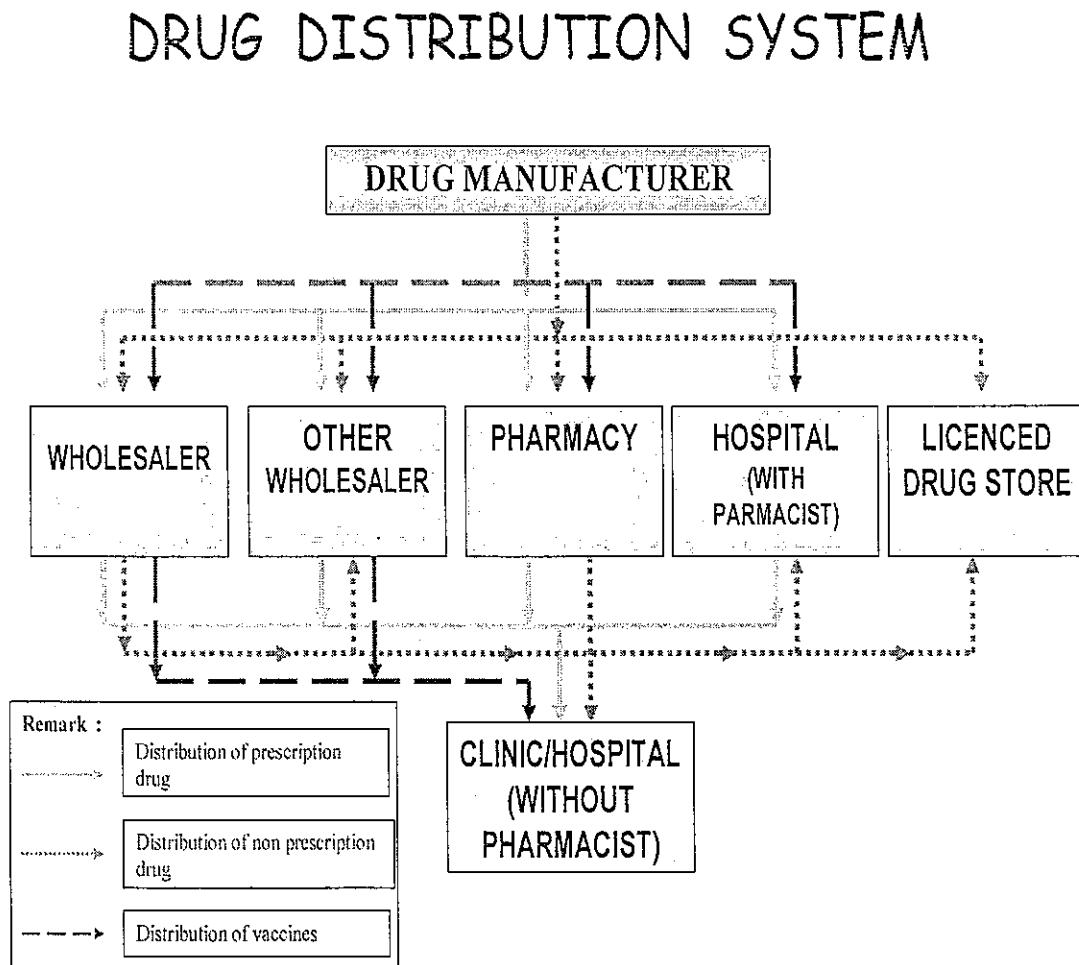 DRUG DISTRIBUTION SYSTEM
DRUG MANUFACTURER
WHOLESALER
OTHER
WHOLESALER
PHARMACY
HOSPITAL
(WITH
PARMACIST)
LICENCED
DRUG STORE
CLINIC/HOSPITAL
(WITHOUT
PHARMACIST)
Remark :
Distribution of prescription
drug
Distribution of non prescription
drug
Distribution of vaccines